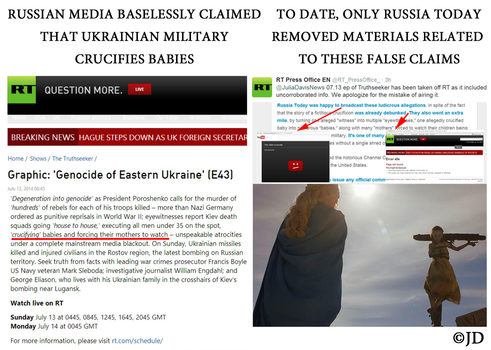 RUSSIAN MEDIA BASELESSLY CLAIMED
THAT UKRAINIAN MILITARY
CRUCIFIES BABIES
TO DATE, ONLY RUSSIA TODAY
REMOVED MATERIALS RELATED
TO THESE FALSE CLAIMS
RT QUESTION MORE. LIVE
BREAKING NEWS HAGUE STEPS DOWN AS UK FOREIGN SECRETAR
Home / Shows / The Truthseeker /
Graphic: 'Genocide of Eastern Ukraine' (E43)
July 13, 2014 08:45
'Degeneration into genocide' as President Poroshenko calls for the murder of
'hundreds' of rebels for each of his troops killed – more than Nazi Germany
ordered as punitive reprisals in World War II; eyewitnesses report Kiev death
squads going 'house to house,' executing all men under 35 on the spot,
'crucifying' babies and forcing their mothers to watch – unspeakable atrocities
under a complete mainstream media blackout. On Sunday, Ukrainian missiles
killed and injured civilians in the Rostov region, the latest bombing on Russian
territory. Seek truth from facts with leading war crimes prosecutor Francis Boyle
US Navy veteran Mark Sleboda; investigative journalist William Engdahl; and
George Eliason, who lives with his Ukrainian family in the crosshairs of Kiev's
bombing near Lugansk.
Watch live on RT
Sunday July 13 at 0445, 0845, 1245, 1645, 2045 GMT
Monday July 14 at 0045 GMT
For more information, please visit rt.com/schedule/
RT
RT Press Office EN @RT_PressOffice_ · 3h
@JuliaDavisNews 07.13 ep of Truthseeker has been taken of RT as it included
uncorroborated info. We apologize for the mistake of airing it.
Russia Today was happy to broadcast these ludicrous allegations. In spite of the fact
that the story of a fictitious crucifixion was already debunked, They also went an extra
mile, by turning one alleged "witness" into multiple "eyewitnesses," one allegedly crucified
baby into numerous "babies," along with many "mothers" forced to watch their children being
military. It's one of many
es without a single shred of
the notorious Channel
issue any official comment
©JD